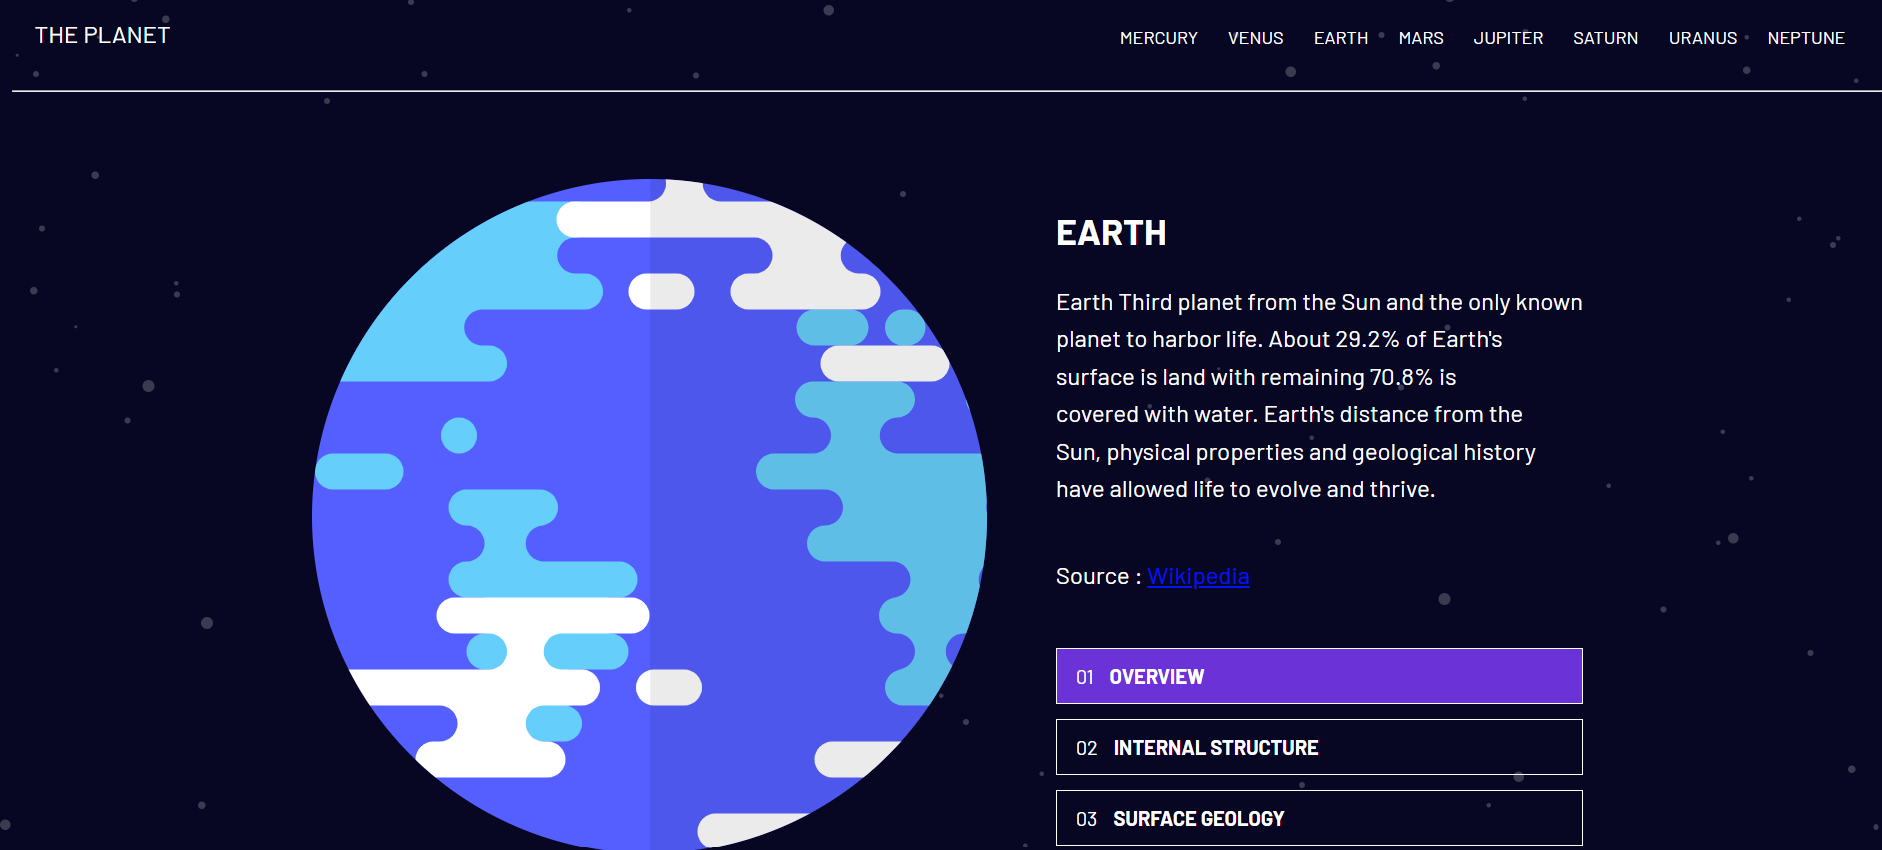 THE PLANET
MERCURY VENUS EARTH MARS JUPITER SATURN URANUS NEPTUNE
EARTH
Earth Third planet from the Sun and the only known
planet to harbor life. About 29.2% of Earth's
surface is land with remaining 70.8% is
covered with water. Earth's distance from the
Sun, physical properties and geological history
have allowed life to evolve and thrive.
Source : Wikipedia
01 OVERVIEW
02 INTERNAL STRUCTURE
03 SURFACE GEOLOGY